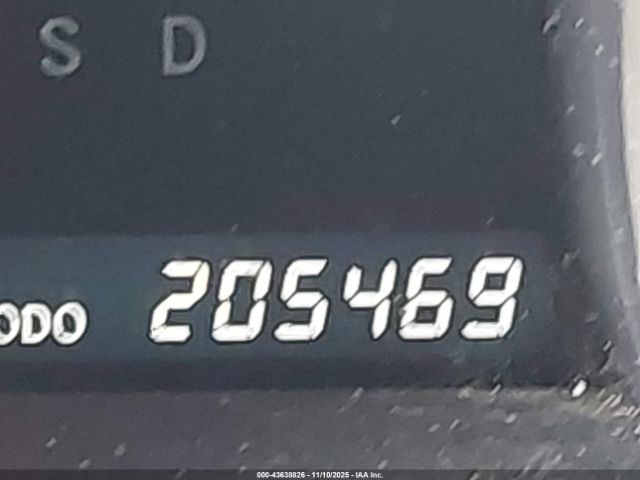 S D
ODO 205469
000-43638826 - 11/10/2025 - IAA Inc.